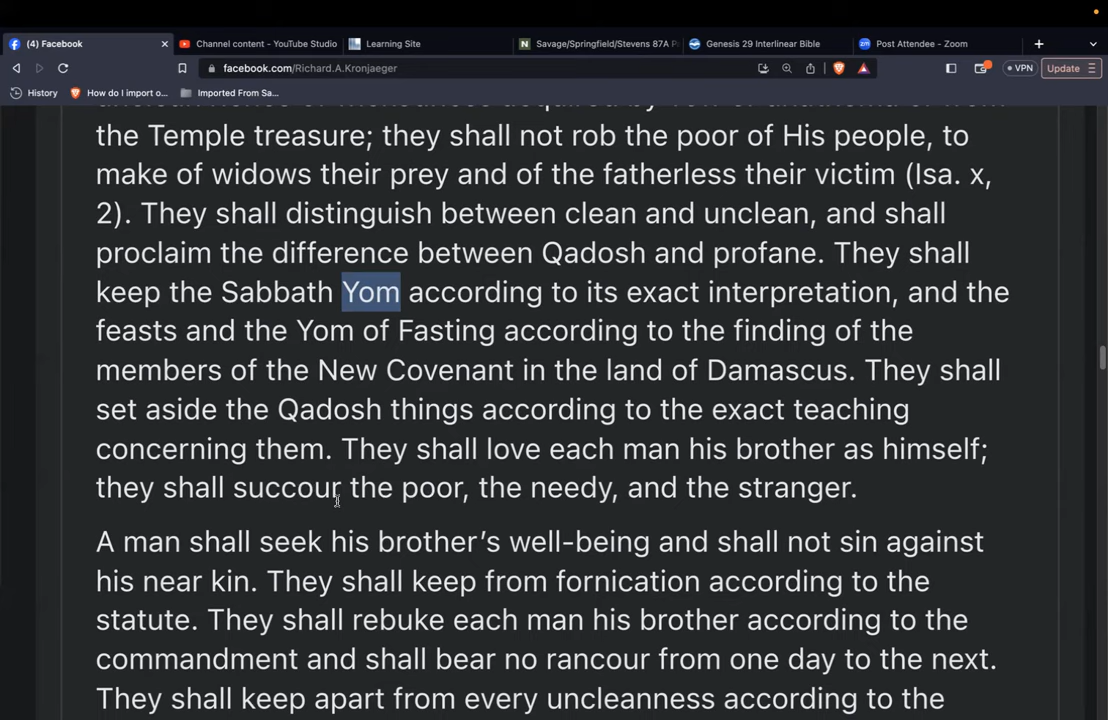 (4) Facebook
Channel content - YouTube Studio
Learning Site
Savage/Springfield/Stevens 87A P
Genesis 29 Interlinear Bible
Post Attendee - Zoom
facebook.com/Richard.A.Kronjaeger
VPN
Update
History
How do I import o...
Imported From Sa...
the Temple treasure; they shall not rob the poor of His people, to
make of widows their prey and of the fatherless their victim (Isa. x,
2). They shall distinguish between clean and unclean, and shall
proclaim the difference between Qadosh and profane. They shall
keep the Sabbath Yom according to its exact interpretation, and the
feasts and the Yom of Fasting according to the finding of the
members of the New Covenant in the land of Damascus. They shall
set aside the Qadosh things according to the exact teaching
concerning them. They shall love each man his brother as himself;
they shall succour the poor, the needy, and the stranger.
A man shall seek his brother’s well-being and shall not sin against
his near kin. They shall keep from fornication according to the
statute. They shall rebuke each man his brother according to the
commandment and shall bear no rancour from one day to the next.
They shall keep apart from every uncleanness according to the